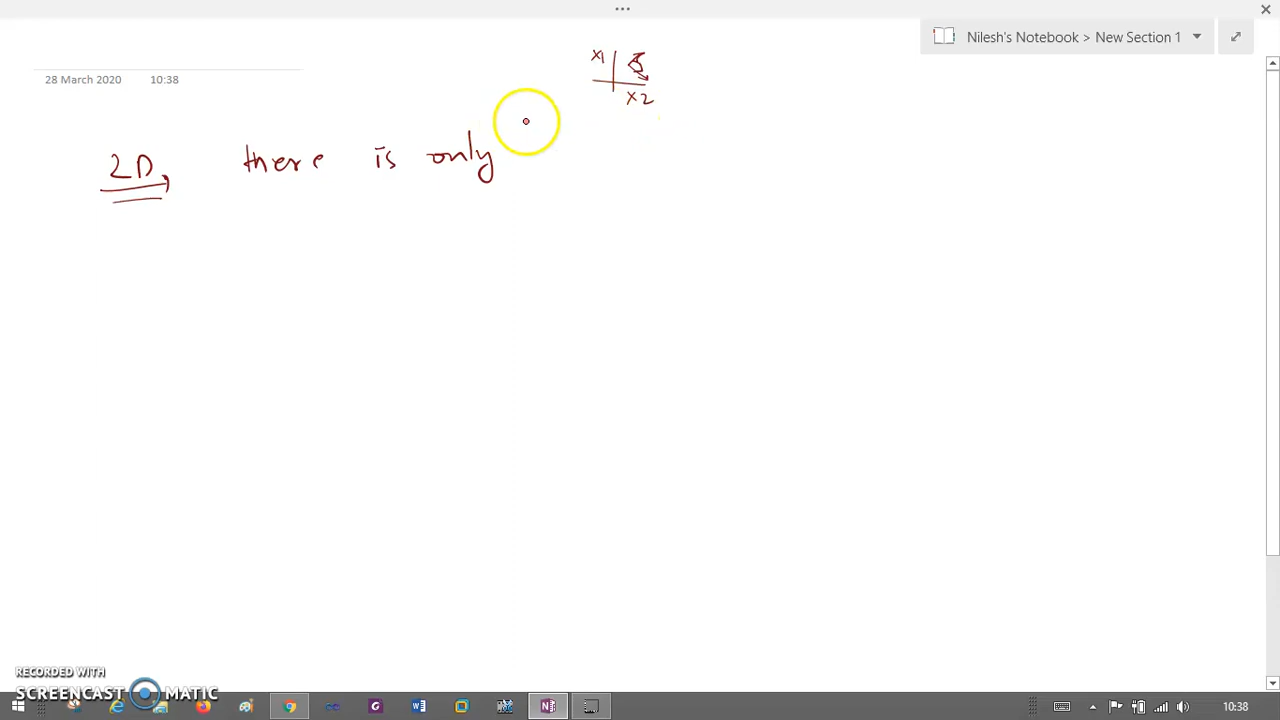 Nilesh's Notebook > New Section 1
28 March 2020 10:38
x1
x2
2D, there is only
RECORDED WITH
SCREENCAST MATIC
10:38